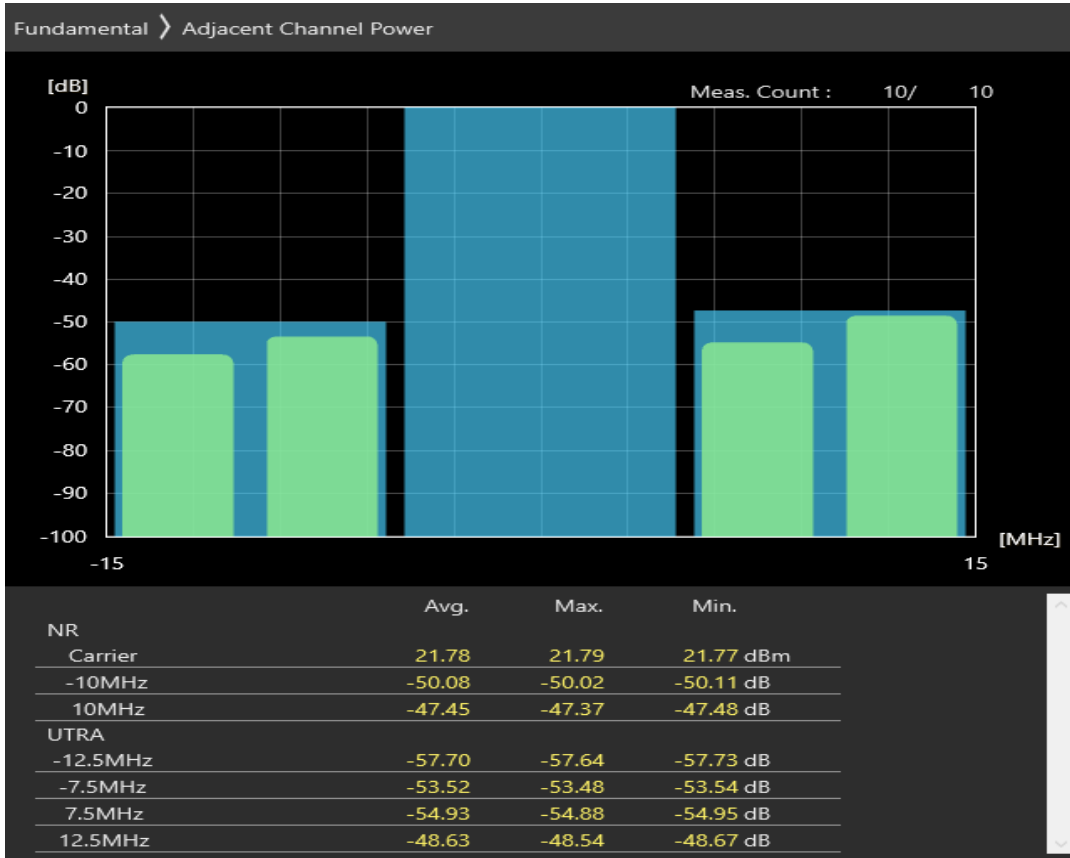 Fundamental 〉 Adjacent Channel Power
[dB]
Meas. Count : 10/ 10
0
-10
-20
-30
-40
-50
-60
-70
-80
-90
-100
[MHz]
-15 15
Avg. Max. Min.
NR
Carrier 21.78 21.79 21.77 dBm
-10MHz -50.08 -50.02 -50.11 dB
10MHz -47.45 -47.37 -47.48 dB
UTRA
-12.5MHz -57.70 -57.64 -57.73 dB
-7.5MHz -53.52 -53.48 -53.54 dB
7.5MHz -54.93 -54.88 -54.95 dB
12.5MHz -48.63 -48.54 -48.67 dB